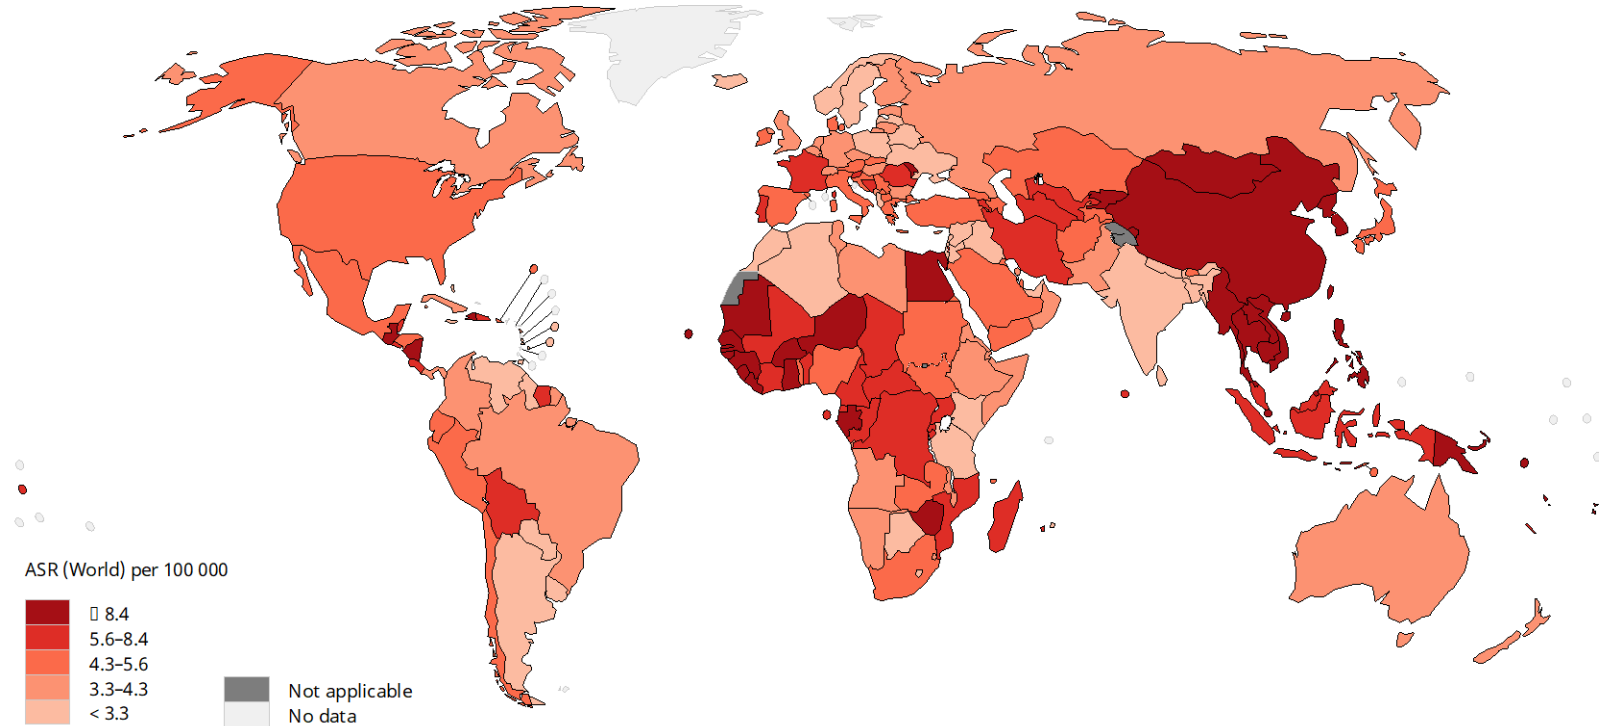 ASR (World) per 100 000
▯ 8.4
5.6–8.4
4.3–5.6
3.3–4.3
< 3.3
Not applicable
No data